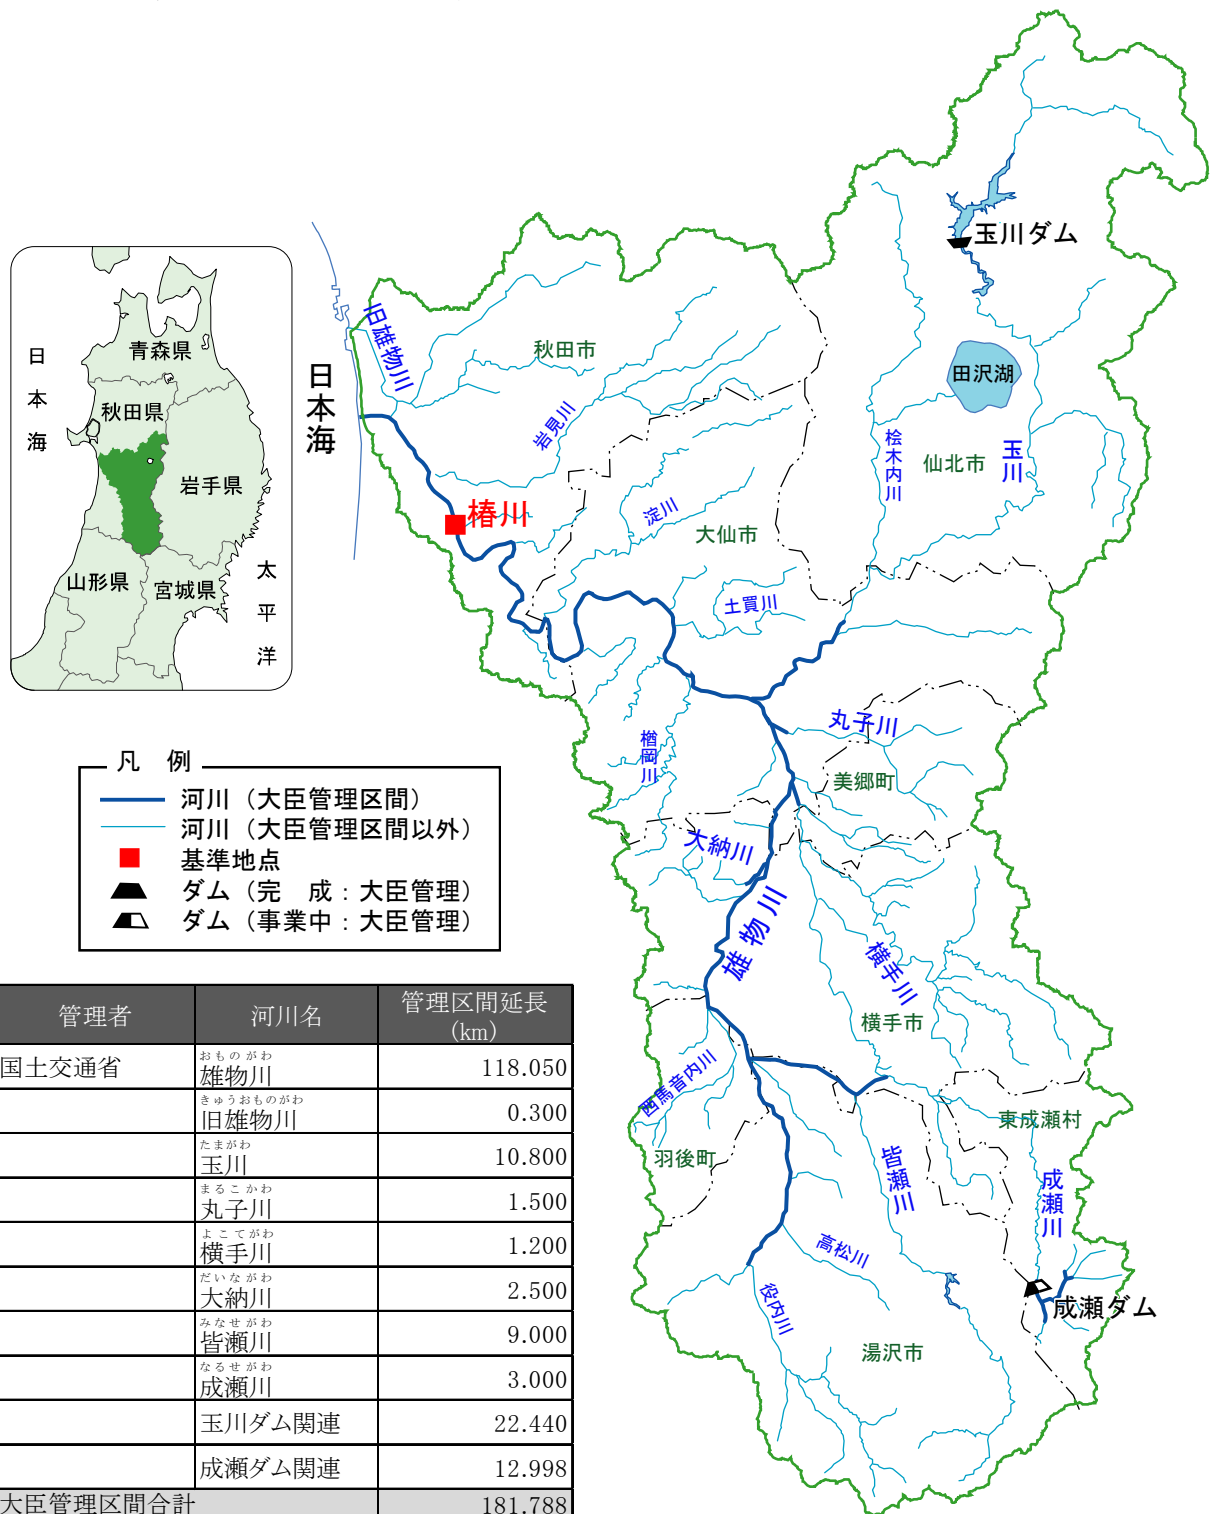 日本海
青森県
秋田県
岩手県
山形県
宮城県
太平洋
日本海
旧雄物川
秋田市
岩見川
椿川
淀川
大仙市
土買川
玉川ダム
田沢湖
桧木内川
仙北市
玉川
丸子川
美郷町
楢岡川
大納川
雄物川
横手川
横手市
西馬音内川
羽後町
皆瀬川
東成瀬村
成瀬川
高松川
役内川
成瀬ダム
湯沢市
凡 例
河川（大臣管理区間）
河川（大臣管理区間以外）
基準地点
ダム（完 成：大臣管理）
ダム（事業中：大臣管理）
管理者 河川名 管理区間延長
(km)
おものがわ
国土交通省 雄物川 118.050
きゅうおものがわ
旧雄物川 0.300
たまがわ
玉川 10.800
まるこかわ
丸子川 1.500
よこてがわ
横手川 1.200
だいながわ
大納川 2.500
みなせがわ
皆瀬川 9.000
なるせがわ
成瀬川 3.000
玉川ダム関連 22.440
成瀬ダム関連 12.998
大臣管理区間合計 181.788